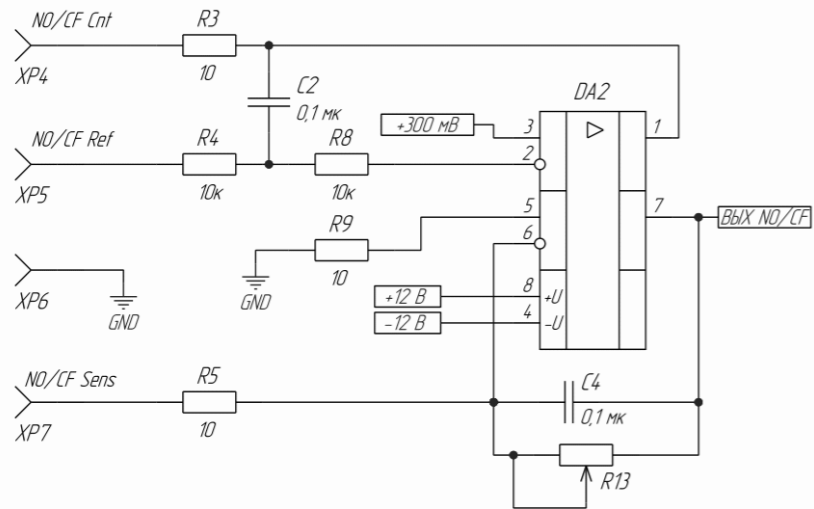 NO/CF Cnt
R3
XP4
10
C2
0,1 мк
DA2
+300 мВ
3
1
NO/CF Ref
R4
R8
2
XP5
10к
10к
R9
5
7
ВЫХ NO/CF
6
10
XP6
GND
GND
+12 В
8
+U
-12 В
4
-U
NO/CF Sens
R5
C4
XP7
10
0,1 мк
R13